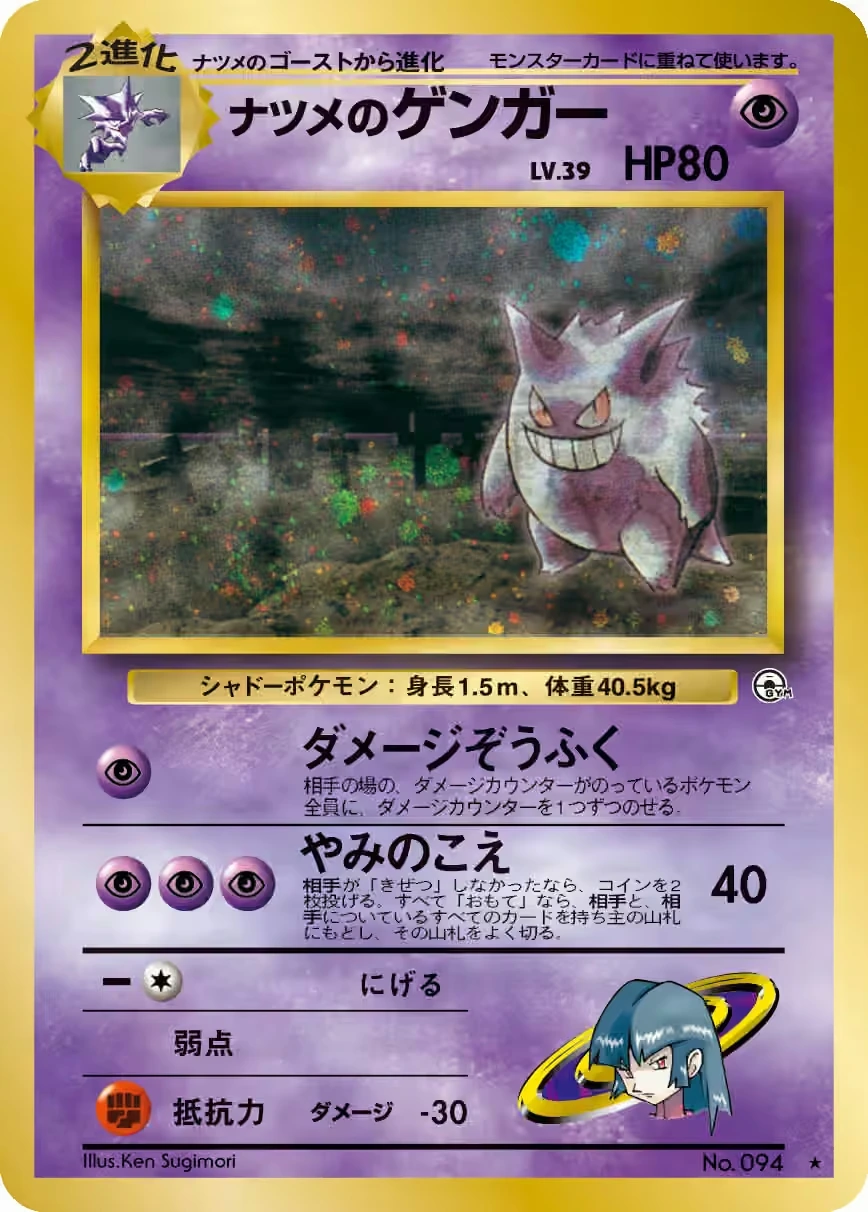 2進化 ナツメのゴーストから進化 モンスターカードに重ねて使います。
ナツメのゲンガー
LV.39 HP80
シャドーポケモン：身長1.5m、体重40.5kg
GYM
ダメージぞうふく
相手の場の、ダメージカウンターがのっているポケモン
全員に、ダメージカウンターを1つずつのせる。
やみのこえ
相手が「きぜつ」しなかったなら、コインを2
枚投げる。すべて「おもて」なら、相手と、相
手についているすべてのカードを持ち主の山札
にもどし、その山札をよく切る。
40
ー にげる
弱点
抵抗力 ダメージ -30
Illus.Ken Sugimori No.094 ★